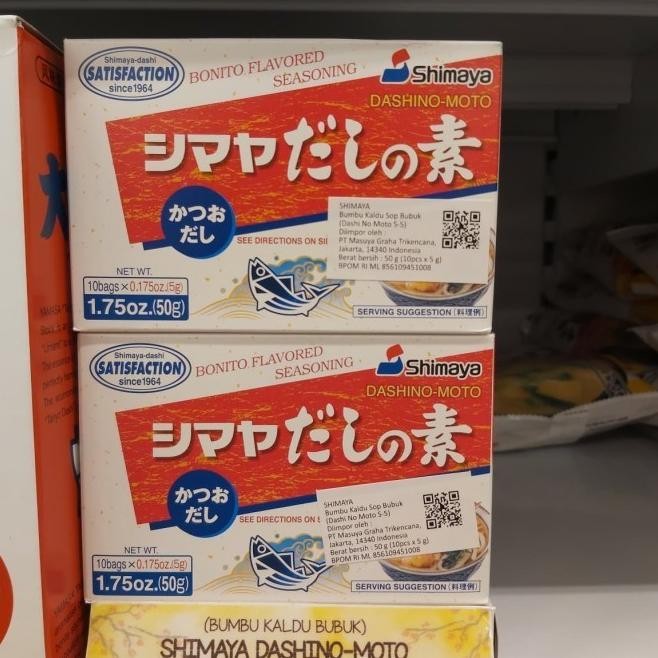 Shimaya-dashi
SATISFACTION
since1964
BONITO FLAVORED
SEASONING
Shimaya
DASHINO-MOTO
シマヤだしの素
かつお
だし
SEE DIRECTIONS ON
SHIMAYA
Bumbu Kaldu Sop Bubuk
(Dashi No Moto S-5)
Diimpor oleh :
PT Masuya Graha Trikencana,
Jakarta, 14340 Indonesia
Berat bersih : 50 g (10pcs x 5 g)
BPOM RI ML 856109451008
NET WT.
10bags×0.175oz.(5g)
1.75oz.(50g)
SERVING SUGGESTION (料理例)
Shimaya-dashi
SATISFACTION
since1964
BONITO FLAVORED
SEASONING
Shimaya
DASHINO-MOTO
シマヤだしの素
かつお
だし
SEE DIRECTIONS ON
SHIMAYA
Bumbu Kaldu Sop Bubuk
(Dashi No Moto S-5)
Diimpor oleh :
PT Masuya Graha Trikencana,
Jakarta, 14340 Indonesia
Berat bersih : 50 g (10pcs x 5 g)
BPOM RI ML 856109451008
NET WT.
10bags×0.175oz.(5g)
1.75oz.(50g)
SERVING SUGGESTION (料理例)
(BUMBU KALDU BUBUK)
SHIMAYA DASHINO-MOTO